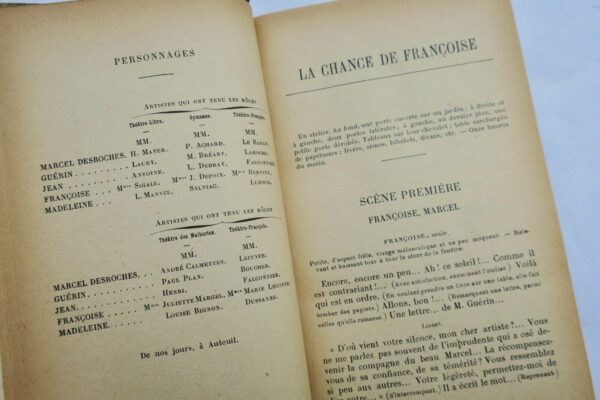 PERSONNAGES
ARTISTES QUI ONT TENU LES RÔLES
Théâtre-Libre. Gymnase. Théâtre-Français.
MM. MM. MM.
MARCEL DESROCHES. H. MAYER. P. ACHARD. LE BARGY.
GUÉRIN . . . . . . . . LAURY. M. BRÉANT. LAROCHE.
JEAN . . . . . . . . . ANTOINE. L. DEBRAY. FALCONNIER.
FRANÇOISE . . . . . Mmes SIGALL. Mmes J. DEPOIX. Mmes
MADELEINE . . . . . L. MANVEL. SYLVIAC. LUDWIG.
ARTISTES QUI ONT TENU LES RÔLES
Théâtre des Mathurins. Théâtre-Français.
MM. MM.
MARCEL DESROCHES. ANDRÉ CALMETTES. LEITNER.
GUÉRIN . . . . . . . PAUL PLAN. BOUCHER.
JEAN . . . . . . . . HENRI. FALCONNIER.
FRANÇOISE . . . . . Mmes JULIETTE MARGEL. Mmes MARIE
MADELEINE. . . . . . LOUISE BIGNON. DUSSANNE.
De nos jours, à Auteuil.
LA CHANCE DE FRANÇOISE
Un atelier. Au fond, une porte ouverte sur un jardin; à droite et
à gauche, deux portes latérales; à gauche, au dernier plan, une
petite porte dérobée. Tableaux sur leur chevalet; table surchargée
de paperasses; livres, armes, bibelots, divans, etc. — Onze heures
du matin.
SCÈNE PREMIÈRE
FRANÇOISE, MARCEL
FRANÇOISE, seule.
Petite, d'aspect frêle, visage mélancolique et un peu moqueur. — Rele-
vant et baissant tour à tour le store de la fenêtre.
Encore, encore un peu... Ah! ce soleil!... Comme il
est contrariant!... (Avec satisfaction, examinant l'atelier.) Voilà
qui est en ordre. (En voulant prendre un livre sur une table, elle fait
tomber des papiers.) Allons, bon!... (Remarquant une lettre, parmi
celles qu'elle ramasse.) Une lettre... de M. Guérin...
Lisant.
« D'où vient votre silence, mon cher artiste?... Vous
ne me parlez pas souvent de l'imprudente qui a osé de-
venir la compagne du beau Marcel... La récompensez-
vous de sa confiance, de sa témérité? Vous ressemblez
si peu aux autres... Votre légèreté, permettez-moi de
votre... » (S'interrompant.) Il a écrit le mot... (Reprenant